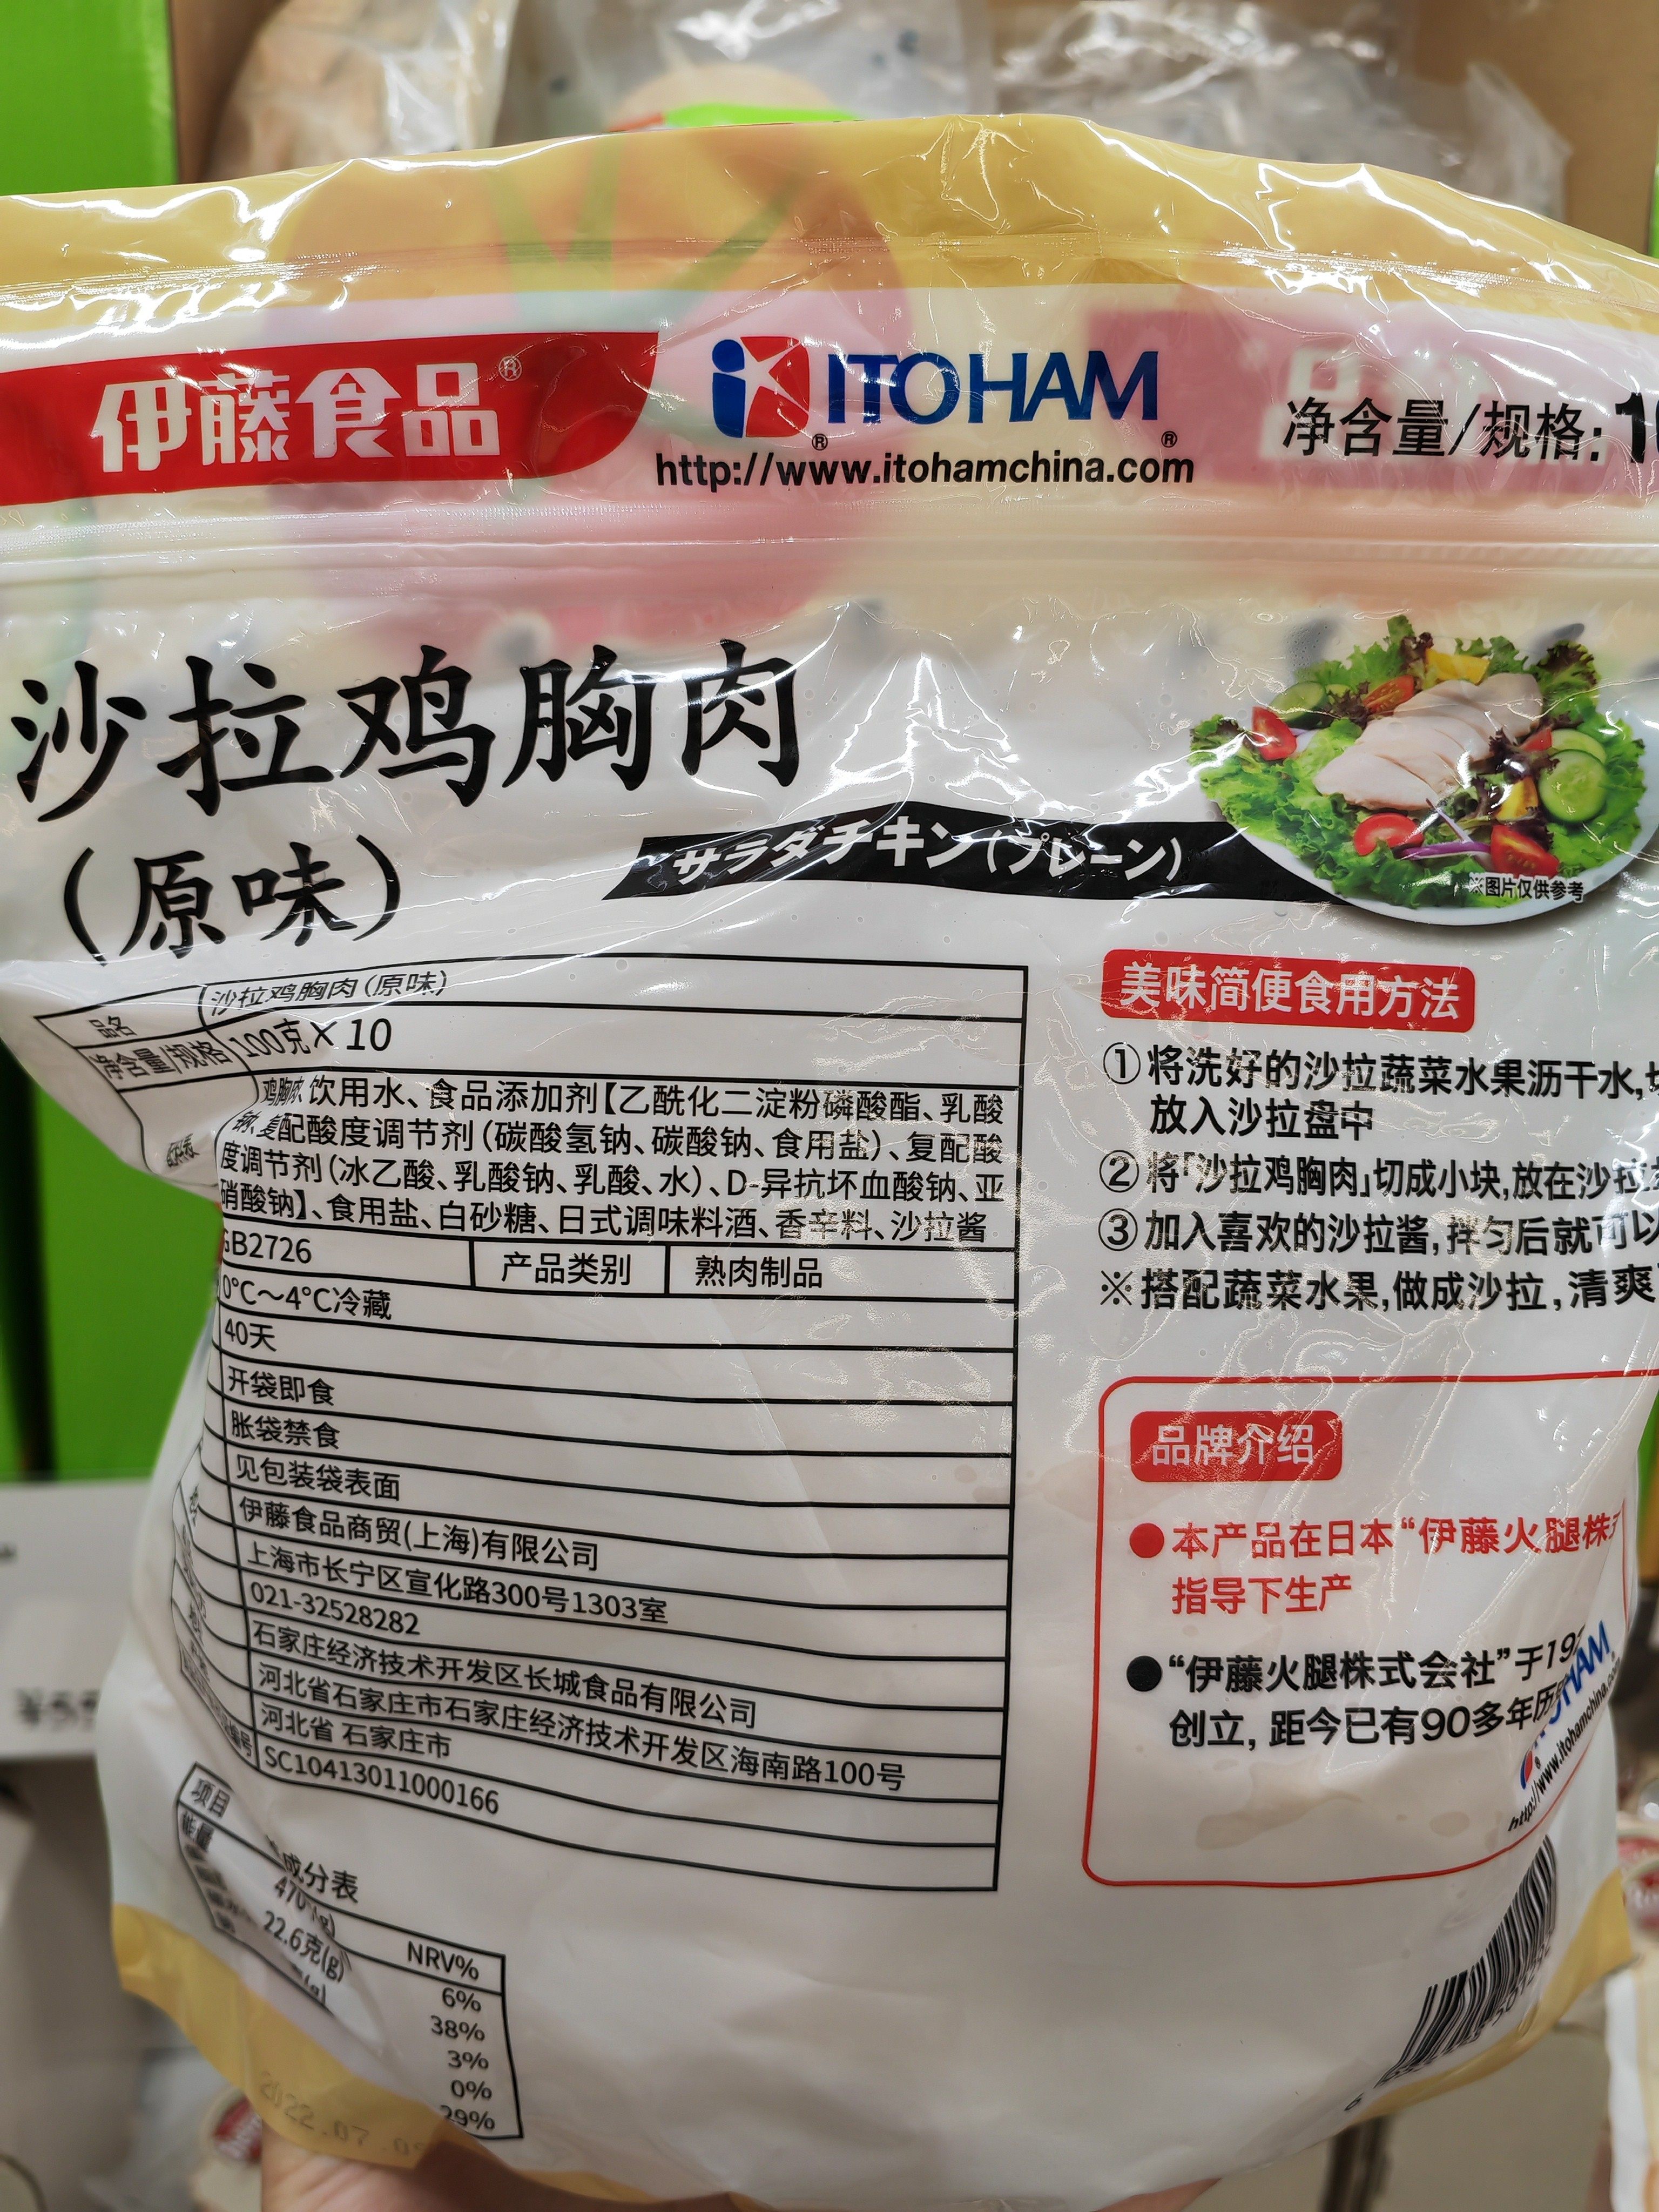 伊藤食品®
ITOHAM
http://www.itohamchina.com
净含量/规格:
沙拉鸡胸肉
(原味)
サラダチキン(プレーン)
※图片仅供参考
品名 沙拉鸡胸肉(原味)
净含量/规格 100克×10
鸡胸肉、饮用水、食品添加剂【乙酰化二淀粉磷酸酯、乳酸
钠、复配酸度调节剂(碳酸氢钠、碳酸钠、食用盐)、复配酸
度调节剂(冰乙酸、乳酸钠、乳酸、水)、D-异抗坏血酸钠、亚
硝酸钠】、食用盐、白砂糖、日式调味料酒、香辛料、沙拉酱
GB2726 产品类别 熟肉制品
0°C~4°C冷藏
40天
开袋即食
胀袋禁食
见包装袋表面
伊藤食品商贸(上海)有限公司
上海市长宁区宣化路300号1303室
021-32528282
石家庄经济技术开发区长城食品有限公司
河北省石家庄市石家庄经济技术开发区海南路100号
河北省 石家庄市
编号 SC10413011000166
成分表
项目 NRV%
能量 470 6%
22.6克(g) 38%
3%
0%
29%
美味简便食用方法
①将洗好的沙拉蔬菜水果沥干水,
放入沙拉盘中
②将「沙拉鸡胸肉」切成小块,放在沙拉
③加入喜欢的沙拉酱,拌匀后就可以
※搭配蔬菜水果,做成沙拉,清爽
品牌介绍
●本产品在日本“伊藤火腿株
指导下生产
●“伊藤火腿株式会社”于19
创立,距今已有90多年历
http://www.itohamchina.
2022.07.0